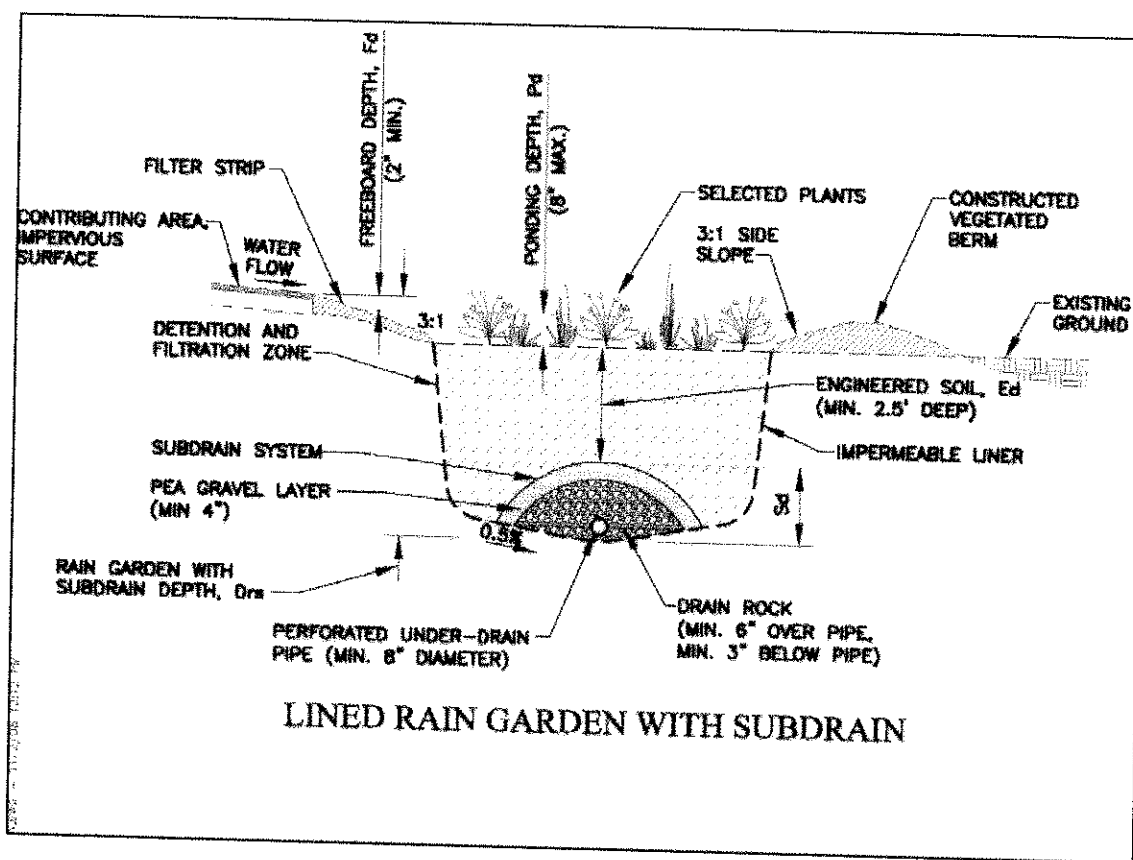 FREEBOARD DEPTH, Fd
(2" MIN.)
PONDING DEPTH, Pd
(8" MAX.)
FILTER STRIP
CONTRIBUTING AREA,
IMPERVIOUS
SURFACE
WATER
FLOW
SELECTED PLANTS
3:1 SIDE
SLOPE
CONSTRUCTED
VEGETATED
BERM
EXISTING
GROUND
DETENTION AND
FILTRATION ZONE
3:1
ENGINEERED SOIL, Ed
(MIN. 2.5' DEEP)
IMPERMEABLE LINER
SUBDRAIN SYSTEM
PEA GRAVEL LAYER
(MIN 4")
RAIN GARDEN WITH
SUBDRAIN DEPTH, Drs
PERFORATED UNDER-DRAIN
PIPE (MIN. 8" DIAMETER)
DRAIN ROCK
(MIN. 6" OVER PIPE,
MIN. 3" BELOW PIPE)
LINED RAIN GARDEN WITH SUBDRAIN